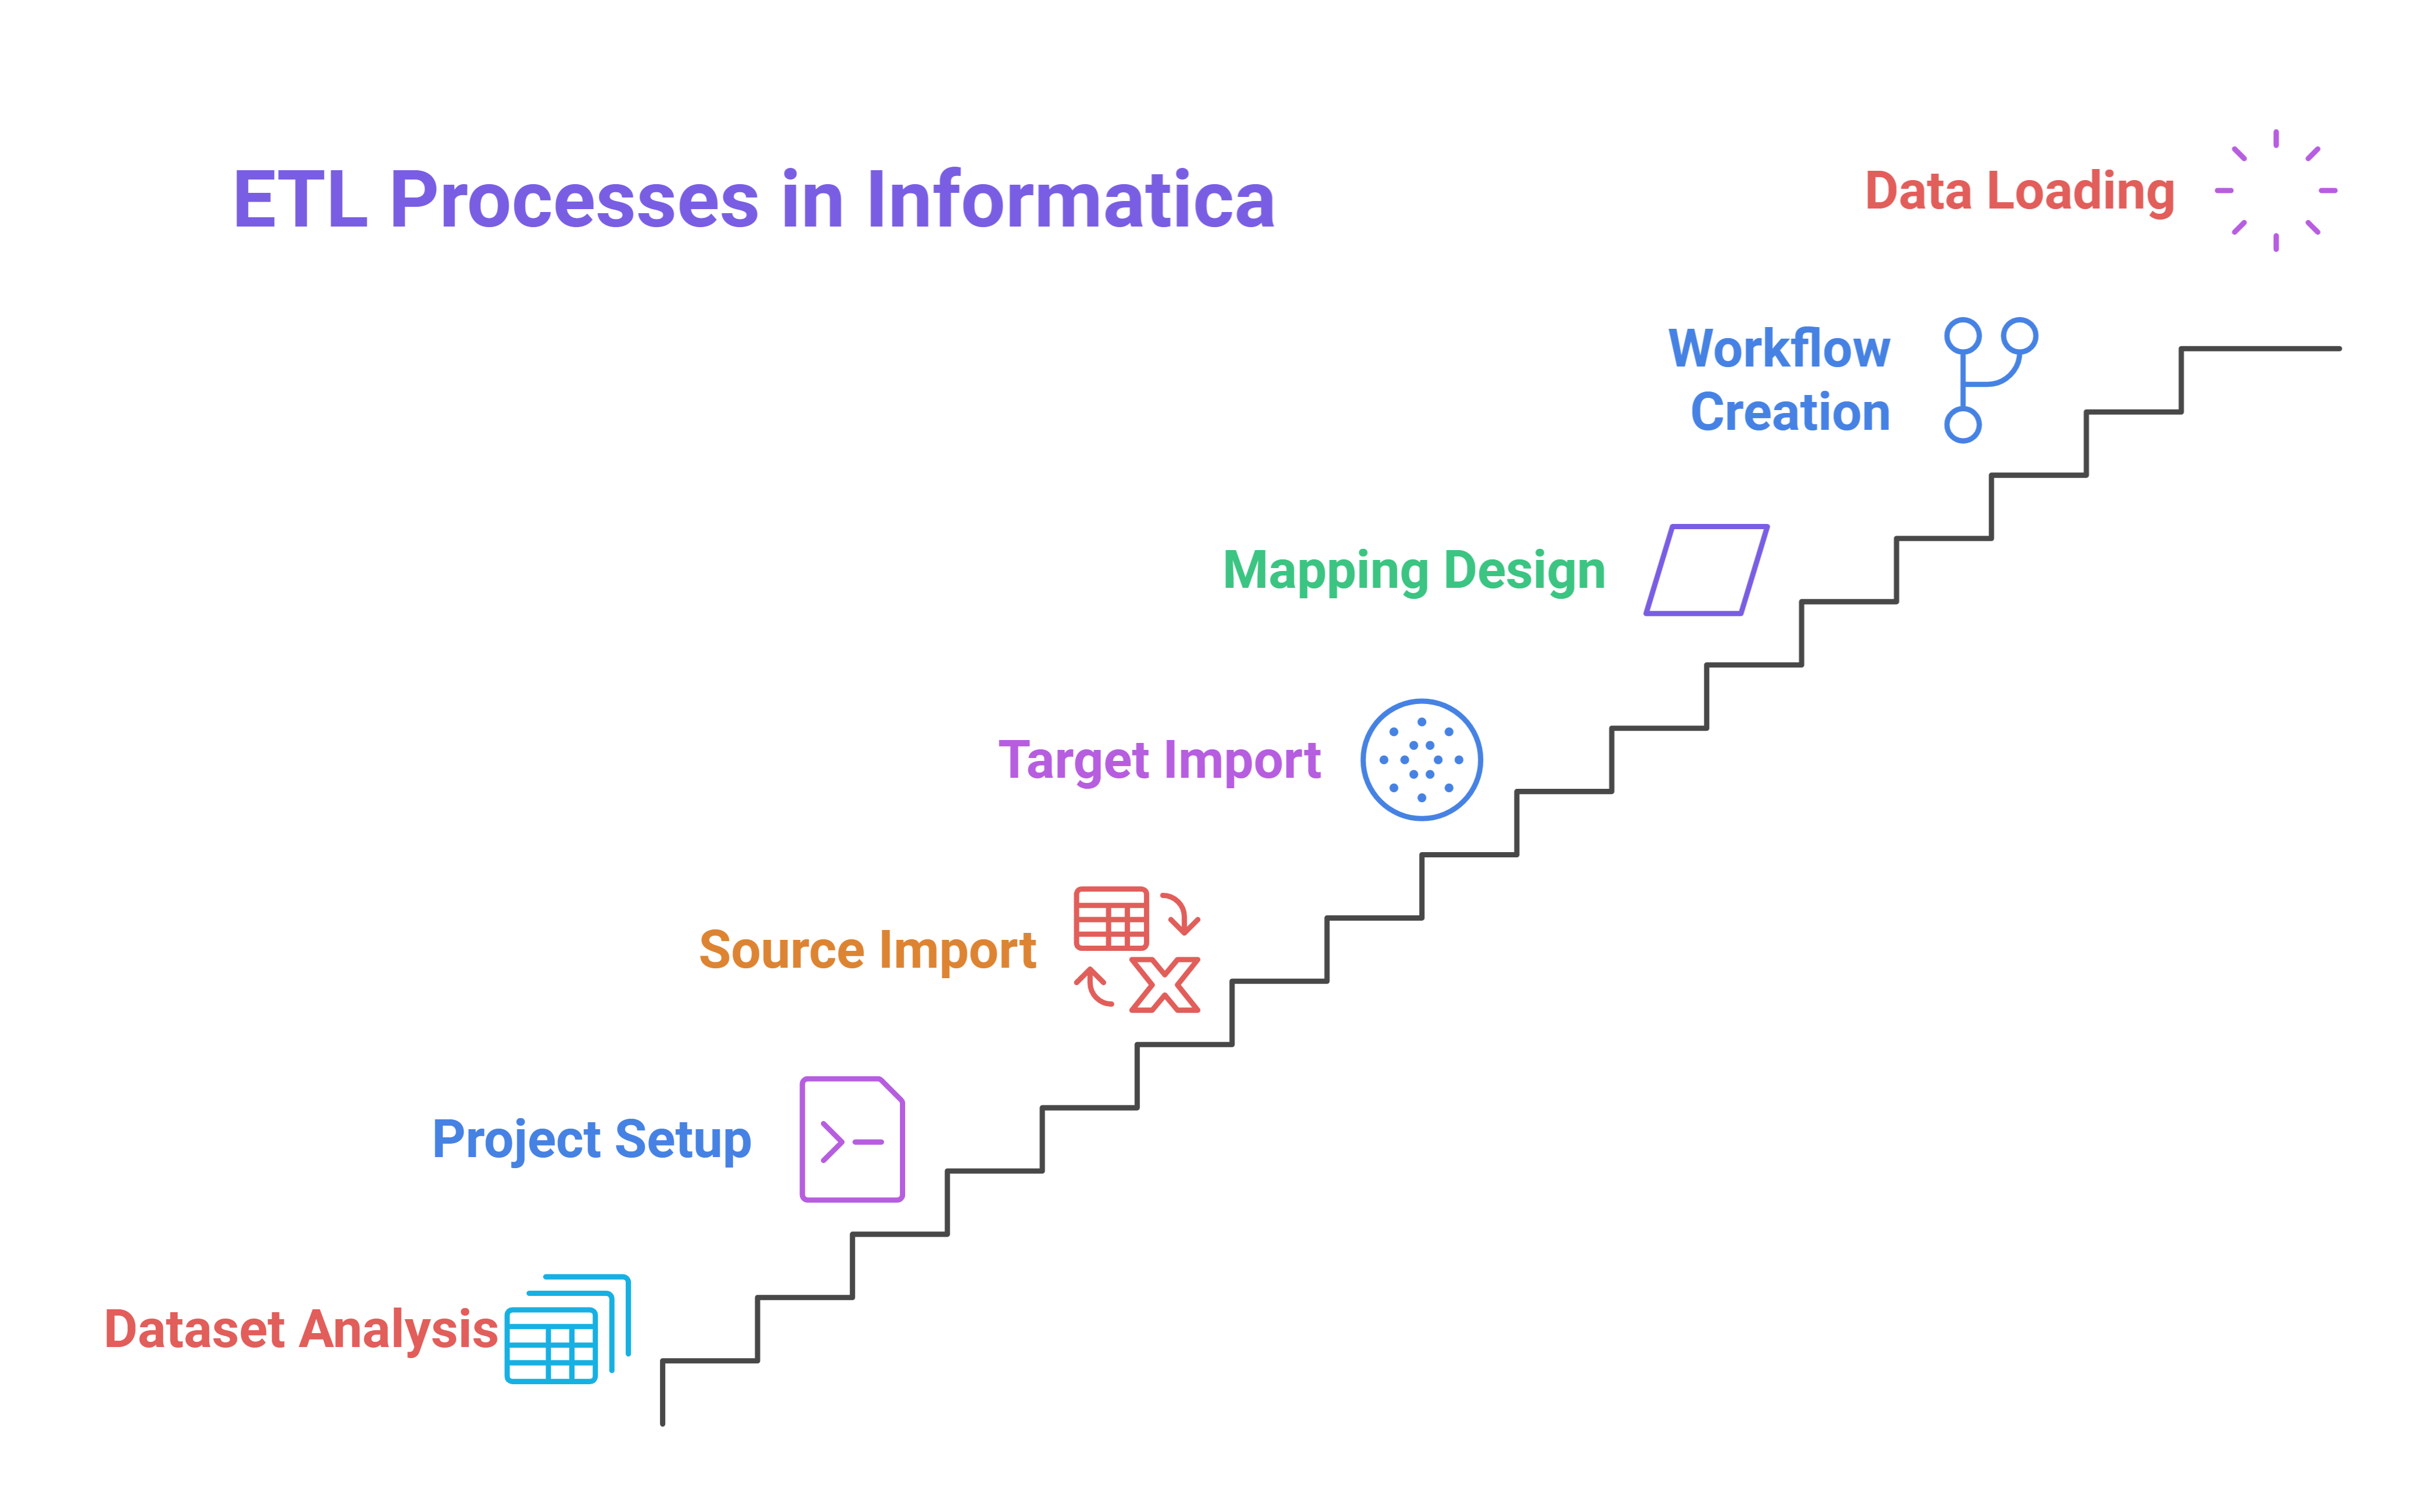 ETL Processes in Informatica
Data Loading
Workflow
Creation
Mapping Design
Target Import
Source Import
Project Setup
Dataset Analysis